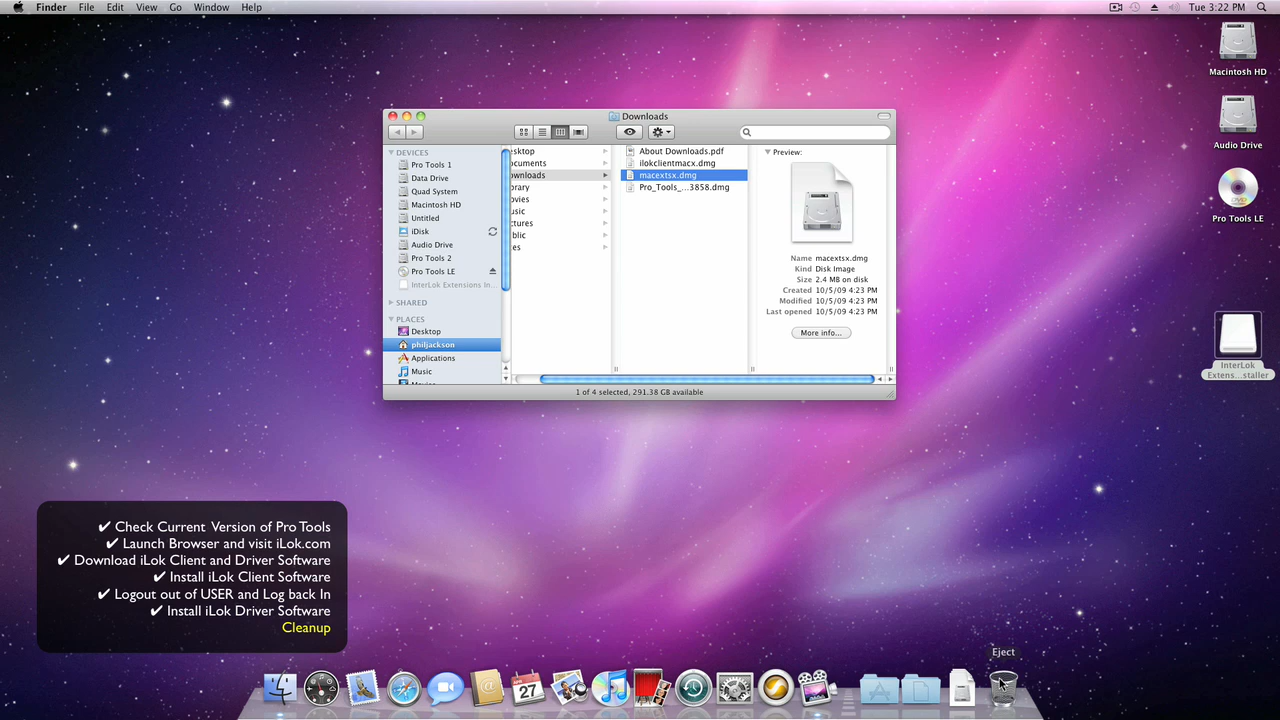 Finder File Edit View Go Window Help
Tue 3:22 PM
Macintosh HD
Audio Drive
Pro Tools LE
InterLok
Extens...staller
Downloads
DEVICES
Pro Tools 1
Data Drive
Quad System
Macintosh HD
Untitled
iDisk
Audio Drive
Pro Tools 2
Pro Tools LE
InterLok Extensions In...
SHARED
PLACES
Desktop
philjackson
Applications
Music
esktop
ocuments
ownloads
brary
ovies
usic
ctures
blic
es
About Downloads.pdf
ilokclientmacx.dmg
macextsx.dmg
Pro_Tools_...3858.dmg
Preview:
Name macextsx.dmg
Kind Disk Image
Size 2.4 MB on disk
Created 10/5/09 4:23 PM
Modified 10/5/09 4:23 PM
Last opened 10/5/09 4:23 PM
More info...
1 of 4 selected, 291.38 GB available
✔ Check Current Version of Pro Tools
✔ Launch Browser and visit iLok.com
✔ Download iLok Client and Driver Software
✔ Install iLok Client Software
✔ Logout out of USER and Log back In
✔ Install iLok Driver Software
Cleanup
Eject
APR
27